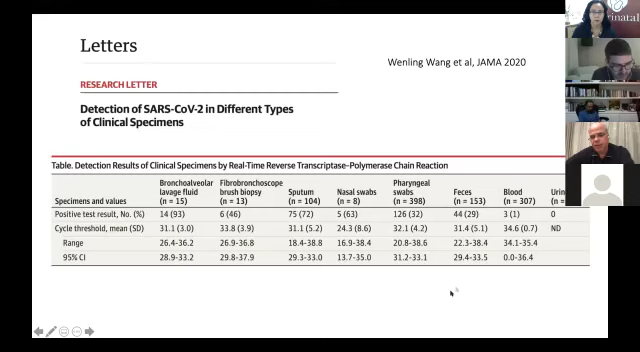 Letters
Wenling Wang et al, JAMA 2020
RESEARCH LETTER
Detection of SARS-CoV-2 in Different Types
of Clinical Specimens
Table. Detection Results of Clinical Specimens by Real-Time Reverse Transcriptase–Polymerase Chain Reaction
Specimens and values Bronchoalveolar lavage fluid (n = 15) Fibrobronchoscope brush biopsy (n = 13) Sputum (n = 104) Nasal swabs (n = 8) Pharyngeal swabs (n = 398) Feces (n = 153) Blood (n = 307) Urin (n =
Positive test result, No. (%) 14 (93) 6 (46) 75 (72) 5 (63) 126 (32) 44 (29) 3 (1) 0
Cycle threshold, mean (SD) 31.1 (3.0) 33.8 (3.9) 31.1 (5.2) 24.3 (8.6) 32.1 (4.2) 31.4 (5.1) 34.6 (0.7) ND
Range 26.4-36.2 26.9-36.8 18.4-38.8 16.9-38.4 20.8-38.6 22.3-38.4 34.1-35.4
95% CI 28.9-33.2 29.8-37.9 29.3-33.0 13.7-35.0 31.2-33.1 29.4-33.5 0.0-36.4